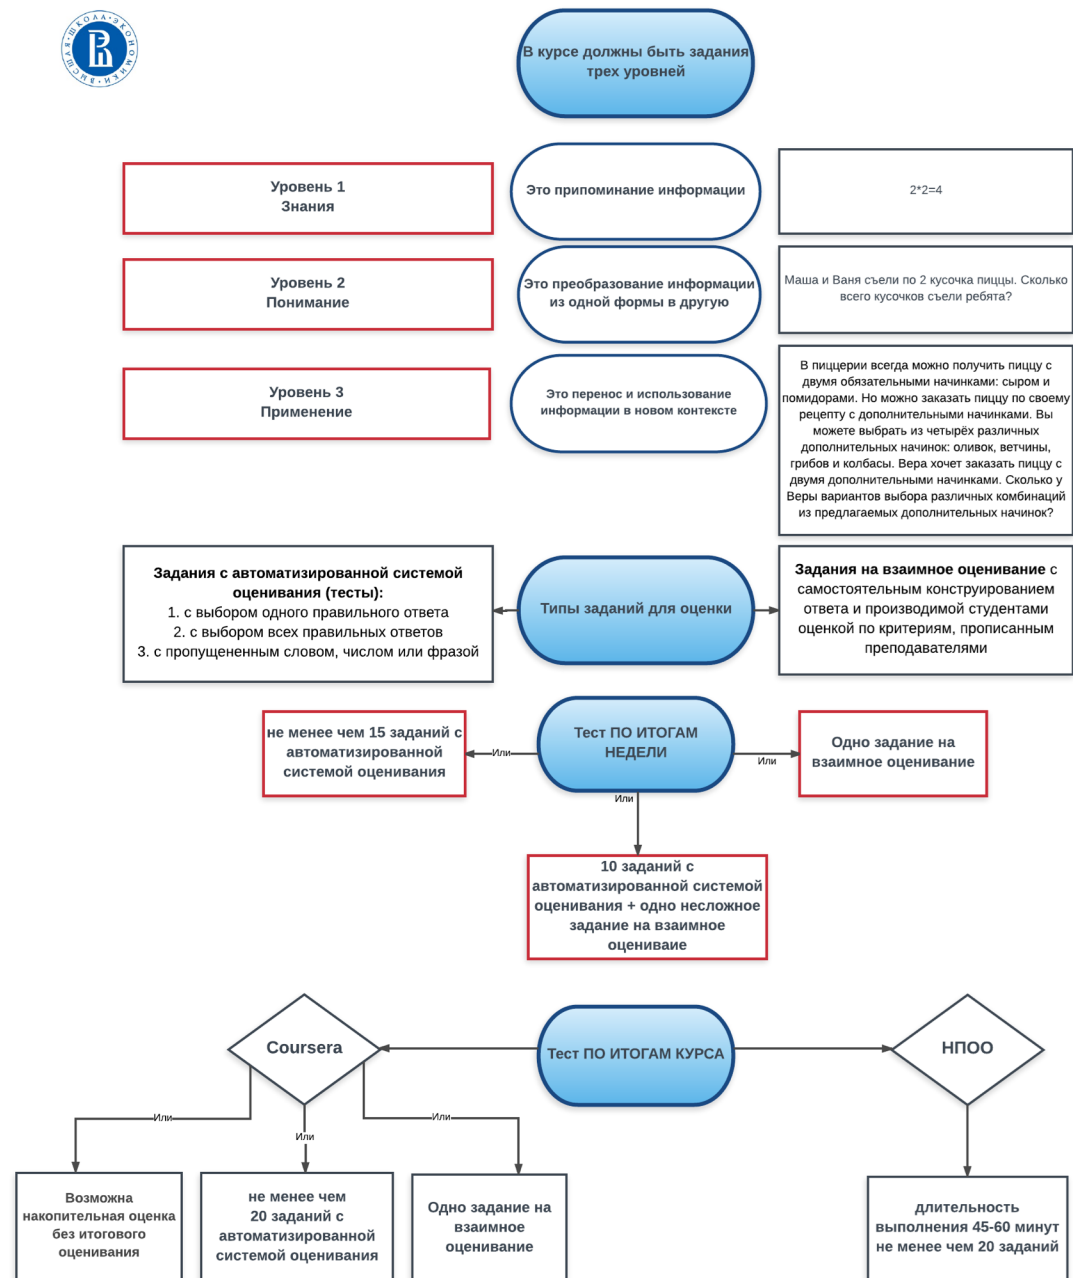 ВЫСШАЯ ШКОЛА ЭКОНОМИКИ
В курсе должны быть задания
трех уровней
Уровень 1
Знания
Это припоминание информации
2*2=4
Уровень 2
Понимание
Это преобразование информации
из одной формы в другую
Маша и Ваня съели по 2 кусочка пиццы. Сколько
всего кусочков съели ребята?
Уровень 3
Применение
Это перенос и использование
информации в новом контексте
В пиццерии всегда можно получить пиццу с
двумя обязательными начинками: сыром и
помидорами. Но можно заказать пиццу по своему
рецепту с дополнительными начинками. Вы
можете выбрать из четырёх различных
дополнительных начинок: оливок, ветчины,
грибов и колбасы. Вера хочет заказать пиццу с
двумя дополнительными начинками. Сколько у
Веры вариантов выбора различных комбинаций
из предлагаемых дополнительных начинок?
Задания с автоматизированной системой
оценивания (тесты):
1. с выбором одного правильного ответа
2. с выбором всех правильных ответов
3. с пропущененным словом, числом или фразой
Типы заданий для оценки
Задания на взаимное оценивание с
самостоятельным конструированием
ответа и производимой студентами
оценкой по критериям, прописанным
преподавателями
не менее чем 15 заданий с
автоматизированной
системой оценивания
Или
Тест ПО ИТОГАМ
НЕДЕЛИ
Или
Одно задание на
взаимное оценивание
Или
10 заданий с
автоматизированной системой
оценивания + одно несложное
задание на взаимное
оцениваие
Coursera
Тест ПО ИТОГАМ КУРСА
НПОО
Или
Или
Или
Возможна
накопительная оценка
без итогового
оценивания
не менее чем
20 заданий с
автоматизированной
системой оценивания
Одно задание на
взаимное
оценивание
длительность
выполнения 45-60 минут
не менее чем 20 заданий